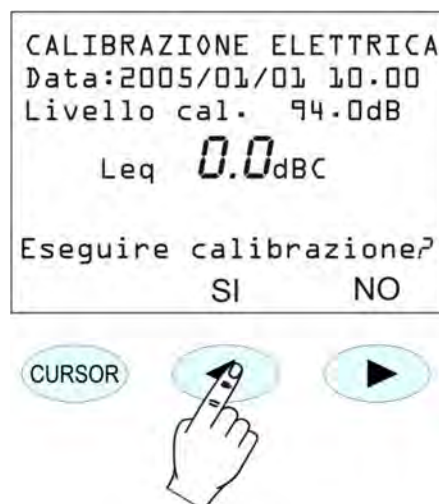 CALIBRAZIONE ELETTRICA
Data:2005/01/01 10.00
Livello cal. 94.0dB
Leq 0.0dBC
Eseguire calibrazione?
SI NO
CURSOR